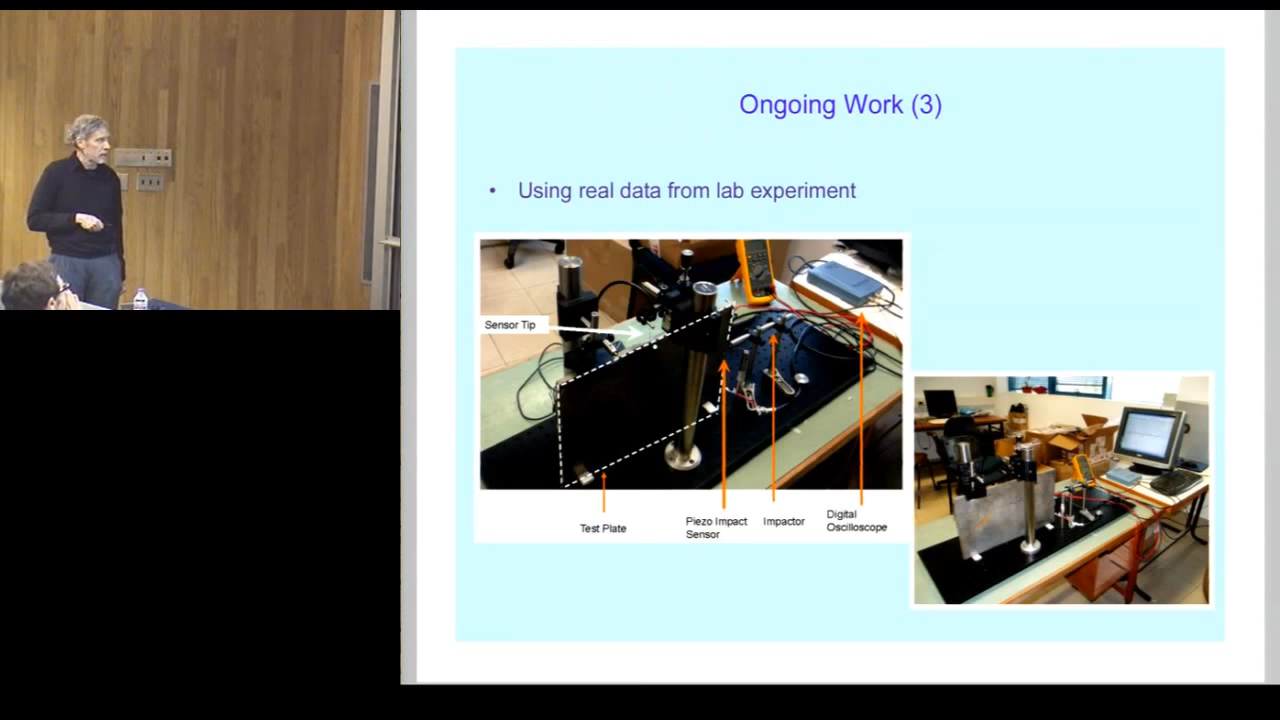 Ongoing Work (3)
• Using real data from lab experiment
Sensor Tip
Test Plate
Piezo Impact
Sensor
Impactor
Digital
Oscilloscope